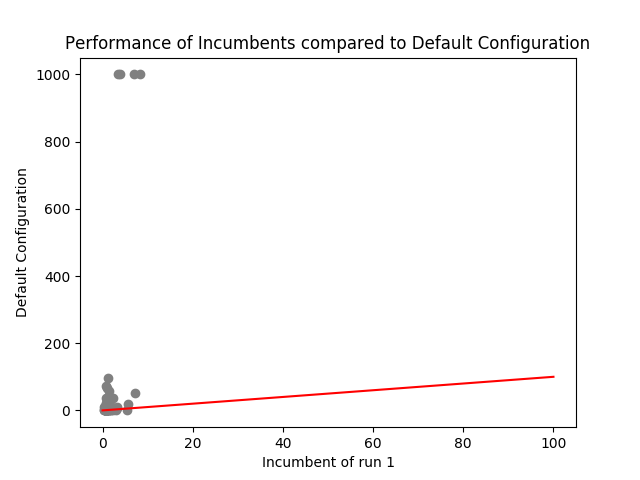 Performance of Incumbents compared to Default Configuration
1000
800
600
400
200
0
Default Configuration
0 20 40 60 80 100
Incumbent of run 1